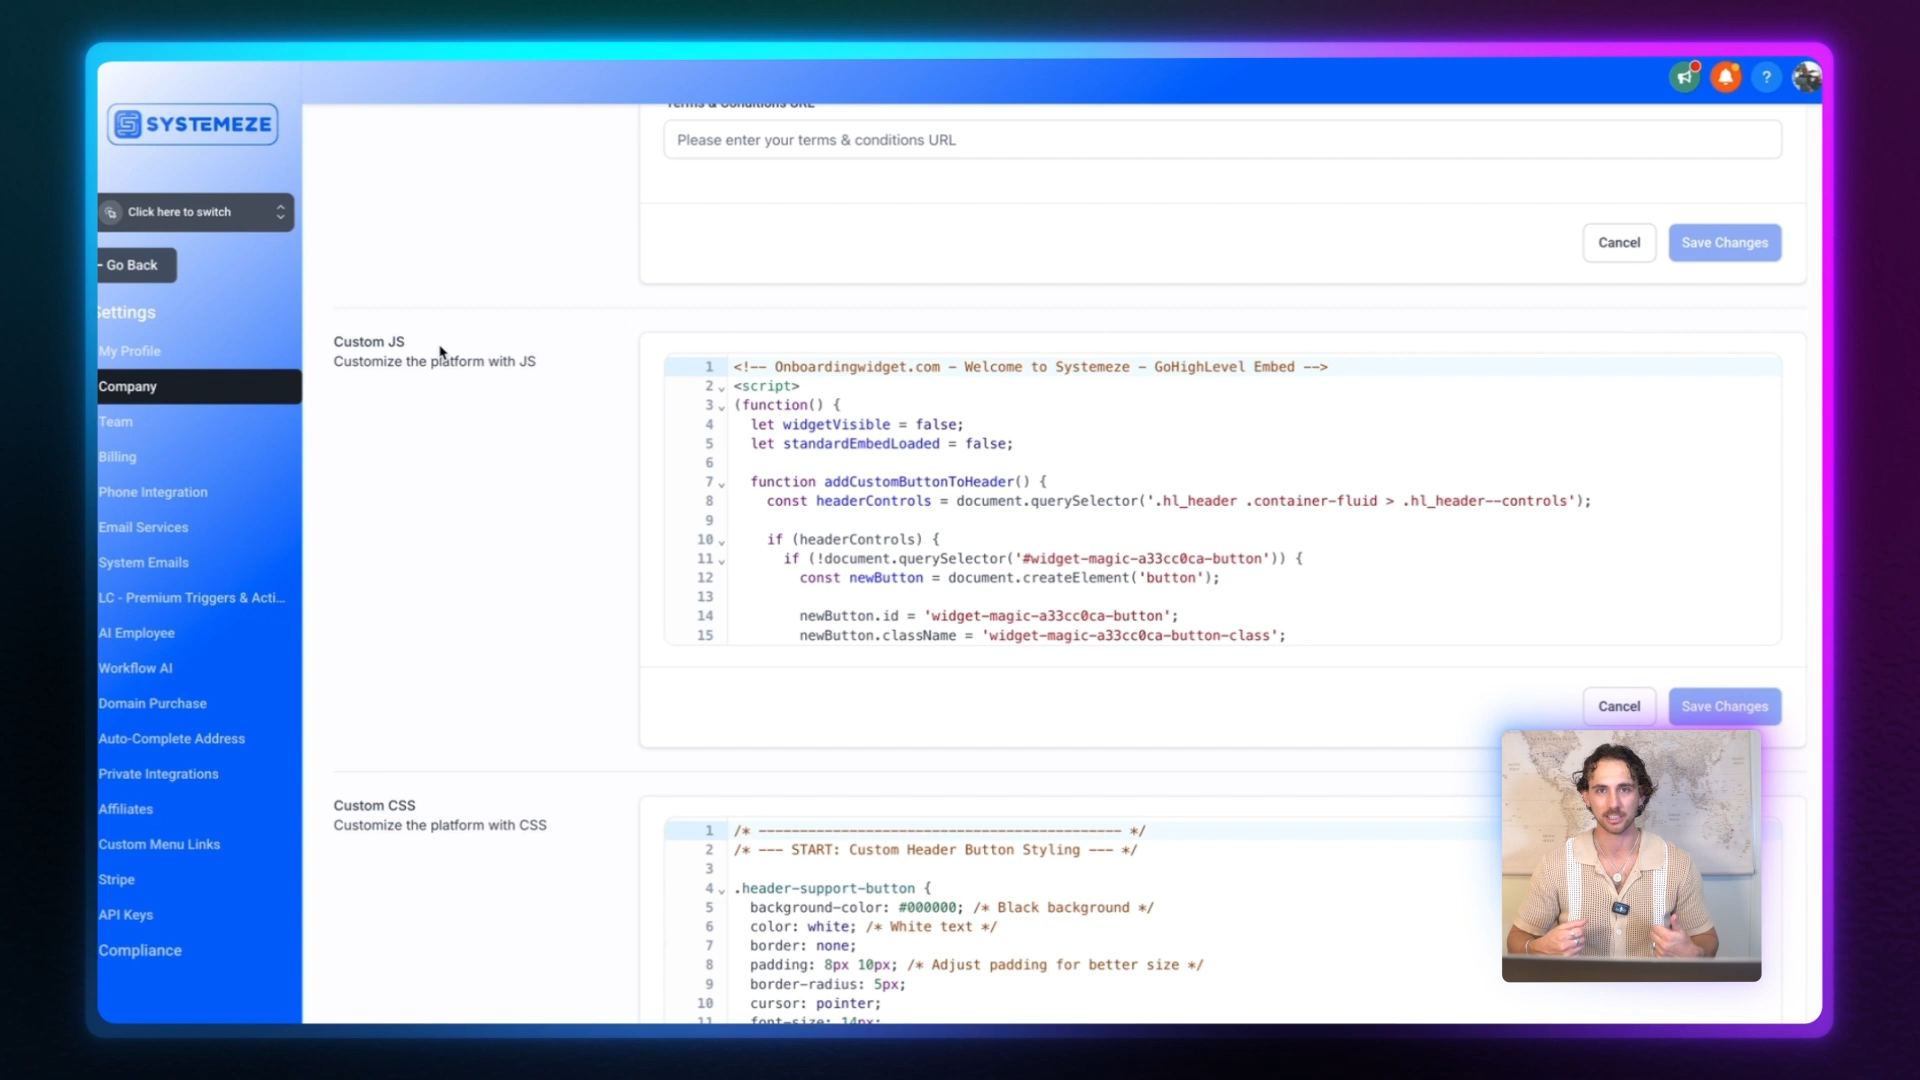 SYSTEMEZE
Click here to switch
Go Back
Settings
My Profile
Company
Team
Billing
Phone Integration
Email Services
System Emails
LC - Premium Triggers & Acti...
AI Employee
Workflow AI
Domain Purchase
Auto-Complete Address
Private Integrations
Affiliates
Custom Menu Links
Stripe
API Keys
Compliance
Terms & Conditions URL
Please enter your terms & conditions URL
Cancel
Save Changes
Custom JS
Customize the platform with JS
1 <!-- Onboardingwidget.com - Welcome to Systemeze - GoHighLevel Embed -->
2 <script>
3 (function() {
4 let widgetVisible = false;
5 let standardEmbedLoaded = false;
6
7 function addCustomButtonToHeader() {
8 const headerControls = document.querySelector('.hl_header .container-fluid > .hl_header--controls');
9
10 if (headerControls) {
11 if (!document.querySelector('#widget-magic-a33cc0ca-button')) {
12 const newButton = document.createElement('button');
13
14 newButton.id = 'widget-magic-a33cc0ca-button';
15 newButton.className = 'widget-magic-a33cc0ca-button-class';
Cancel
Save Changes
Custom CSS
Customize the platform with CSS
1 /* -------------------------------------------- */
2 /* --- START: Custom Header Button Styling --- */
3
4 .header-support-button {
5 background-color: #000000; /* Black background */
6 color: white; /* White text */
7 border: none;
8 padding: 8px 10px; /* Adjust padding for better size */
9 border-radius: 5px;
10 cursor: pointer;
11 font-size: 14px;